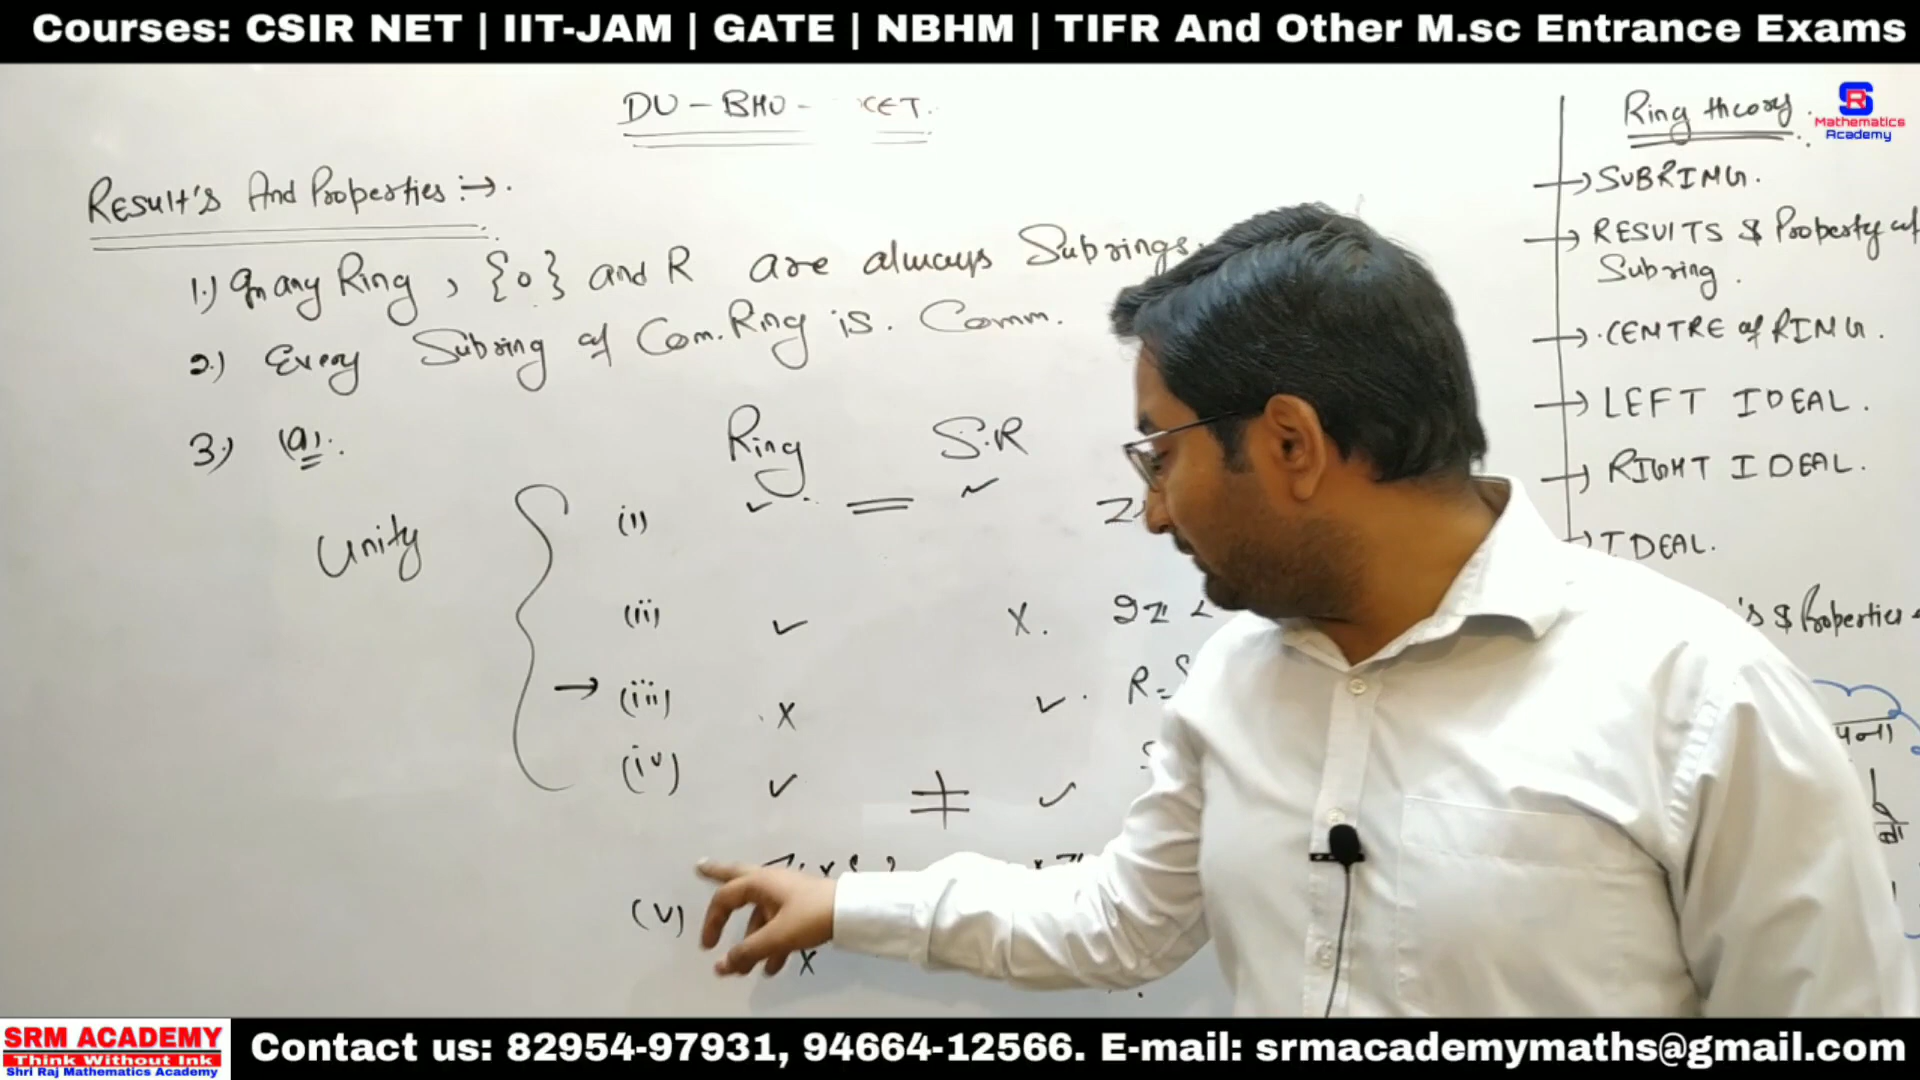 Courses: CSIR NET | IIT-JAM | GATE | NBHM | TIFR And Other M.sc Entrance Exams
DU - BHU - CET.
RESult's And Properties :→.
1.) In any Ring, {0} and R are always Subrings.
2.) Every Subring of Com. Ring is. Comm.
3.) (a).
Ring S.R
Unity
(i) ✓ = ✓ Z
(ii) ✓ X. 2Z <
→ (iii) X ✓. R=S
(iv) ✓ ≠ ✓ S
(v)
X
Ring theory.
SR
Mathematics
Academy
→ SUBRING.
→ RESULTS & Property of
Subring.
→ CENTRE of RING.
→ LEFT IDEAL.
→ RIGHT IDEAL.
→ IDEAL.
's & Properties
पना
SRM ACADEMY
Think Without Ink
Shri Raj Mathematics Academy
Contact us: 82954-97931, 94664-12566. E-mail: srmacademymaths@gmail.com